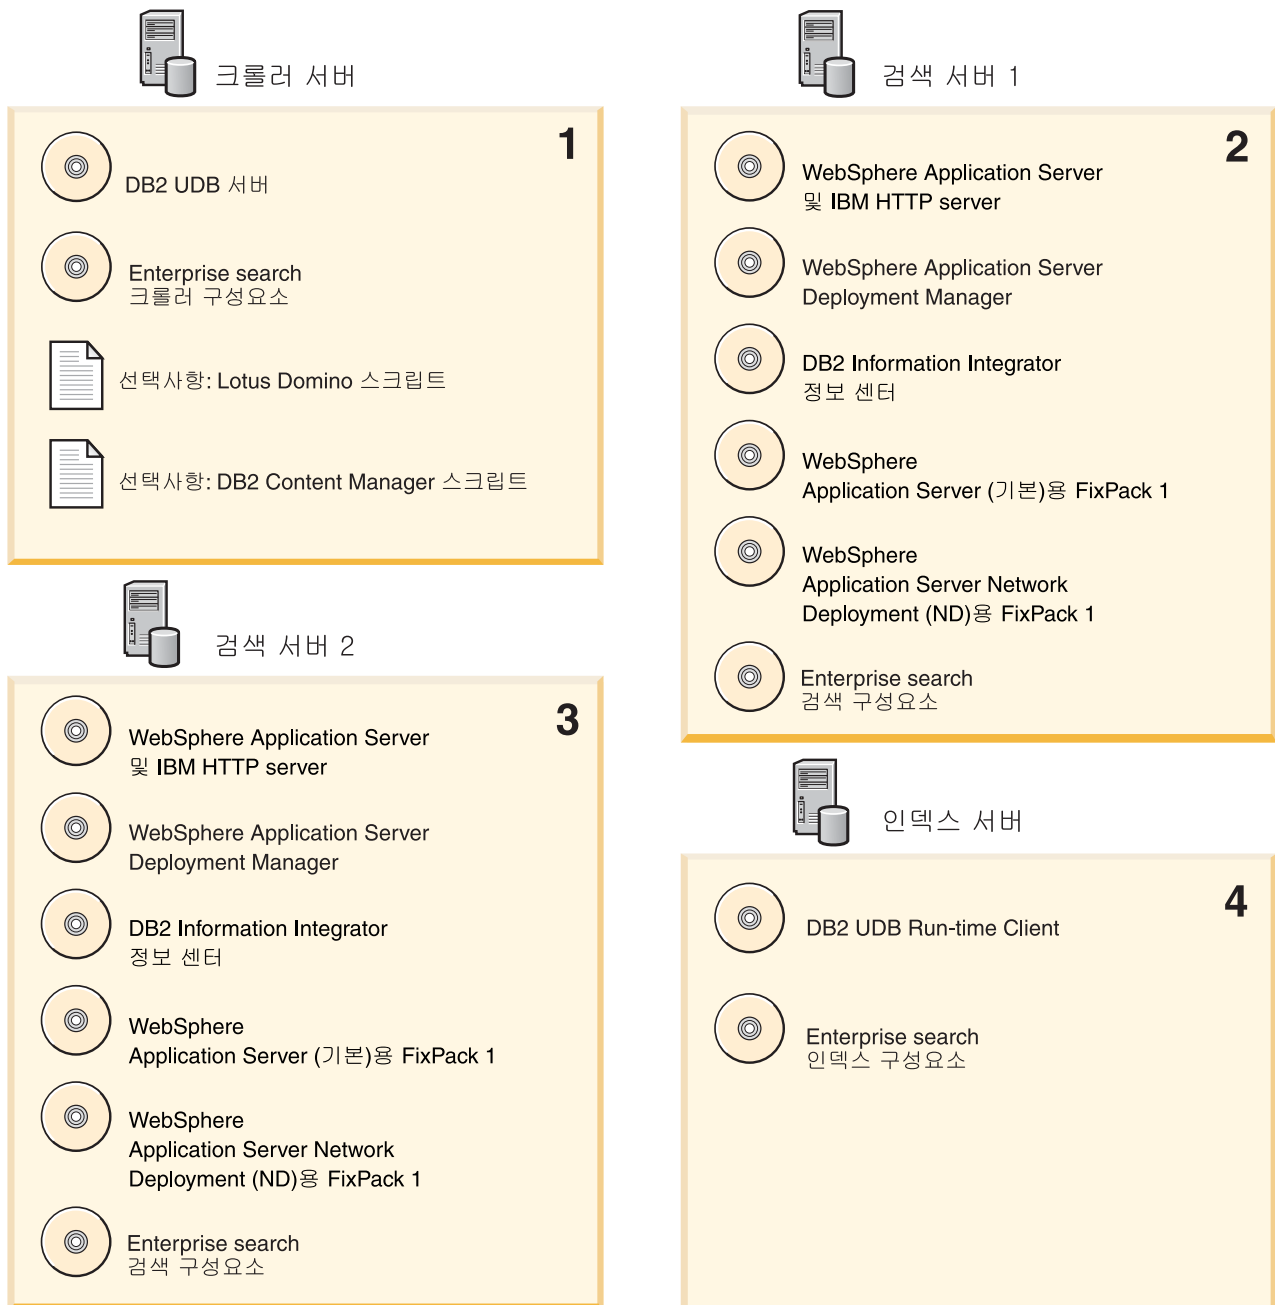 크롤러 서버
1
DB2 UDB 서버
Enterprise search
크롤러 구성요소
선택사항: Lotus Domino 스크립트
선택사항: DB2 Content Manager 스크립트
검색 서버 1
2
WebSphere Application Server
및 IBM HTTP server
WebSphere Application Server
Deployment Manager
DB2 Information Integrator
정보 센터
WebSphere
Application Server (기본)용 FixPack 1
WebSphere
Application Server Network
Deployment (ND)용 FixPack 1
Enterprise search
검색 구성요소
검색 서버 2
3
WebSphere Application Server
및 IBM HTTP server
WebSphere Application Server
Deployment Manager
DB2 Information Integrator
정보 센터
WebSphere
Application Server (기본)용 FixPack 1
WebSphere
Application Server Network
Deployment (ND)용 FixPack 1
Enterprise search
검색 구성요소
인덱스 서버
4
DB2 UDB Run-time Client
Enterprise search
인덱스 구성요소